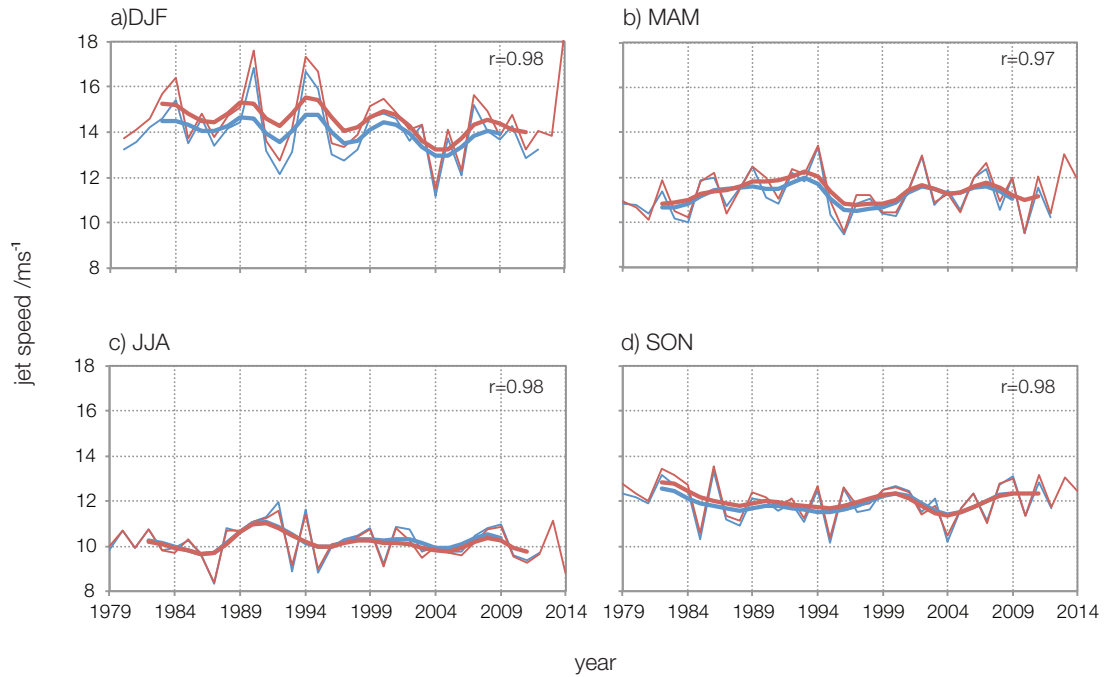 a)DJF
b) MAM
18
16
14
12
10
8
r=0.98
r=0.97
jet speed /ms⁻¹
c) JJA
d) SON
18
16
14
12
10
8
r=0.98
r=0.98
1979 1984 1989 1994 1999 2004 2009 2014
1979 1984 1989 1994 1999 2004 2009 2014
year